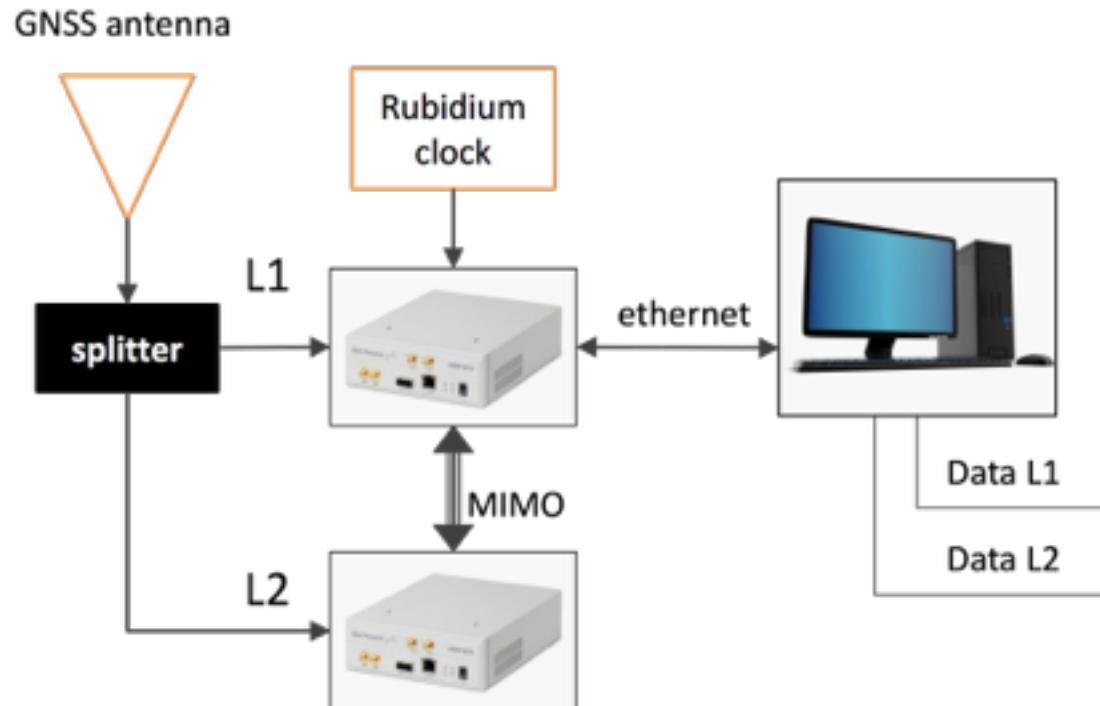 GNSS antenna
Rubidium
clock
L1
splitter
ethernet
MIMO
Data L1
Data L2
L2